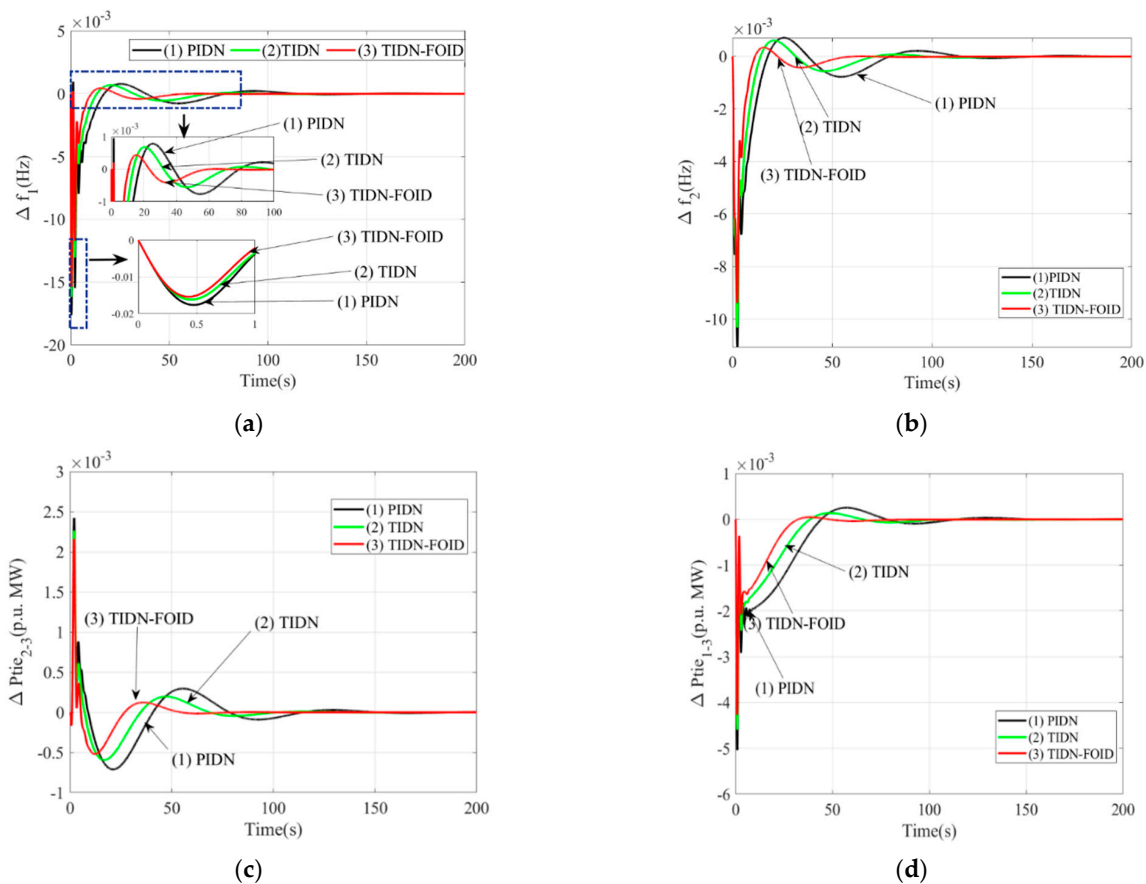 ×10⁻³
5
0
-5
-10
-15
-20
Δ f₁(Hz)
(1) PIDN (2)TIDN (3) TIDN-FOID
×10⁻³
1
0
-1
0 20 40 60 80 100
(1) PIDN
(2) TIDN
(3) TIDN-FOID
0
-0.01
-0.02
0 0.5 1
(3) TIDN-FOID
(2) TIDN
(1) PIDN
0 50 100 150 200
Time(s)
(a)
×10⁻³
0
-2
-4
-6
-8
-10
Δ f₂(Hz)
(1) PIDN
(2) TIDN
(3) TIDN-FOID
(1)PIDN
(2)TIDN
(3) TIDN-FOID
0 50 100 150 200
Time(s)
(b)
×10⁻³
3
2.5
2
1.5
1
0.5
0
-0.5
-1
Δ Ptie₂₋₃(p.u. MW)
(1) PIDN
(2) TIDN
(3) TIDN-FOID
(3) TIDN-FOID
(2) TIDN
(1) PIDN
0 50 100 150 200
Time(s)
(c)
×10⁻³
1
0
-1
-2
-3
-4
-5
-6
Δ Ptie₁₋₃(p.u. MW)
(2) TIDN
(3) TIDN-FOID
(1) PIDN
(1) PIDN
(2) TIDN
(3) TIDN-FOID
0 50 100 150 200
Time(s)
(d)